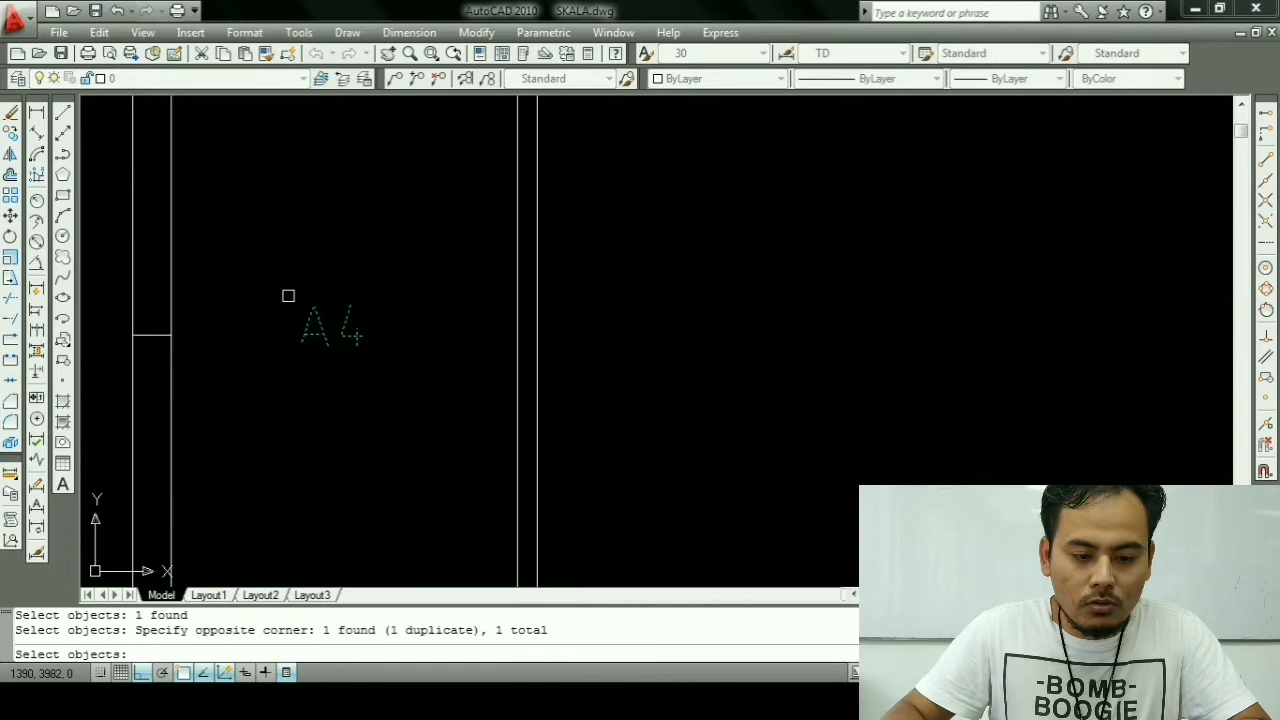 AutoCAD 2010 SKALA.dwg
Type a keyword or phrase
File Edit View Insert Format Tools Draw Dimension Modify Parametric Window Help Express
30 TD Standard Standard
0 Standard ByLayer ByLayer ByLayer ByColor
A4
Y
X
Model Layout1 Layout2 Layout3
Select objects: 1 found
Select objects: Specify opposite corner: 1 found (1 duplicate), 1 total
Select objects:
1390, 3982, 0
-BOMB-
BOOGIE